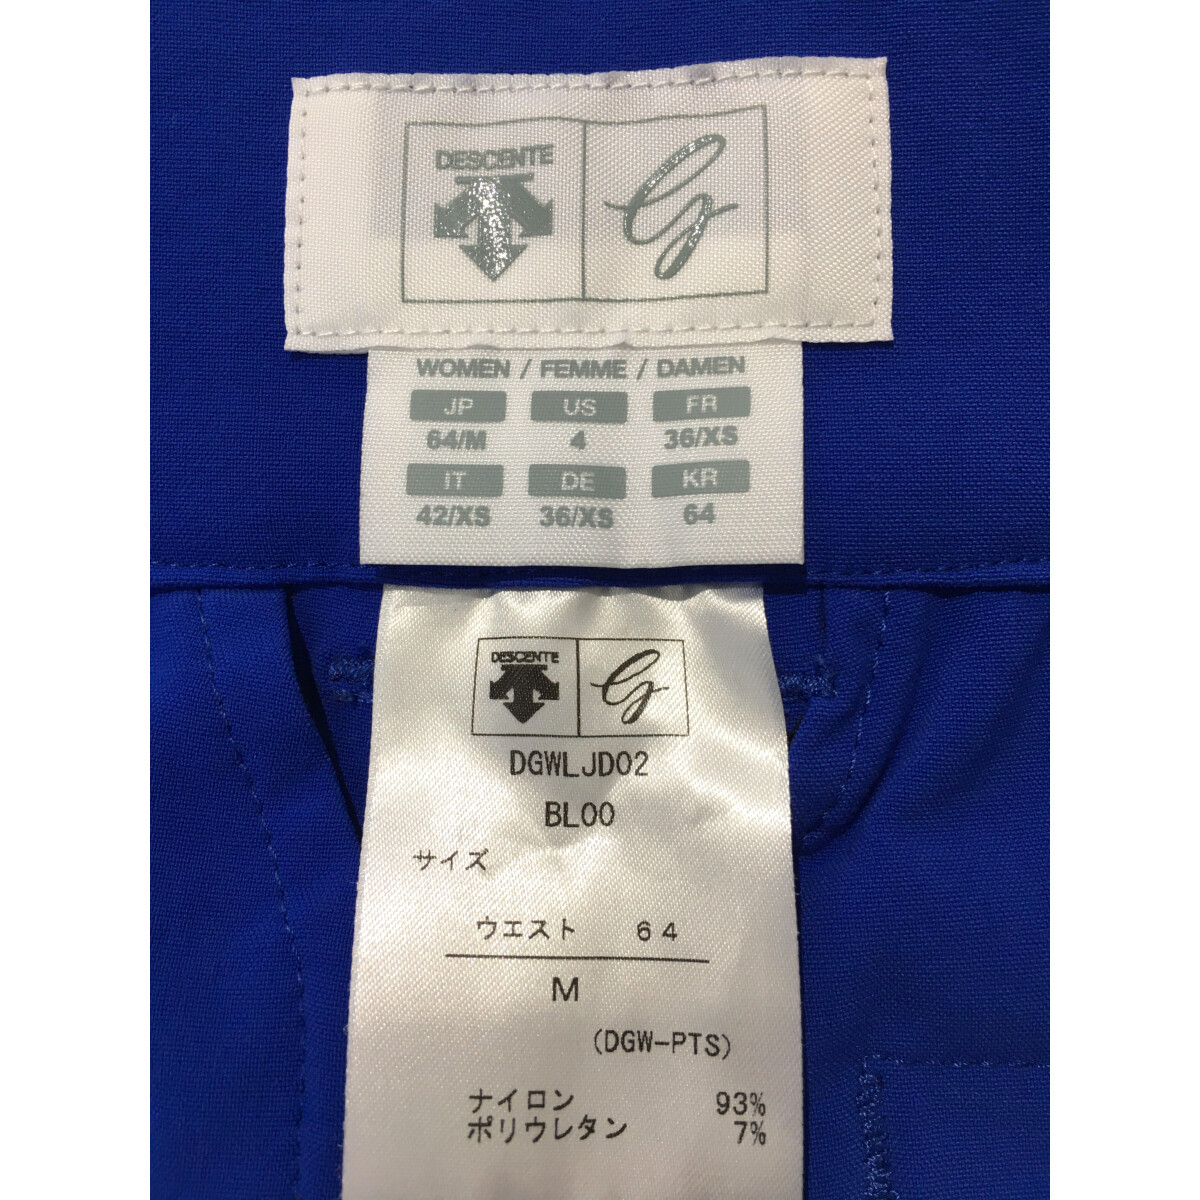 DESCENTE G
WOMEN / FEMME / DAMEN
JP US FR
64/M 4 36/XS
IT DE KR
42/XS 36/XS 64
DESCENTE G
DGWLJD02
BL00
サイズ
ウエスト 64
M
(DGW-PTS)
ナイロン 93%
ポリウレタン 7%